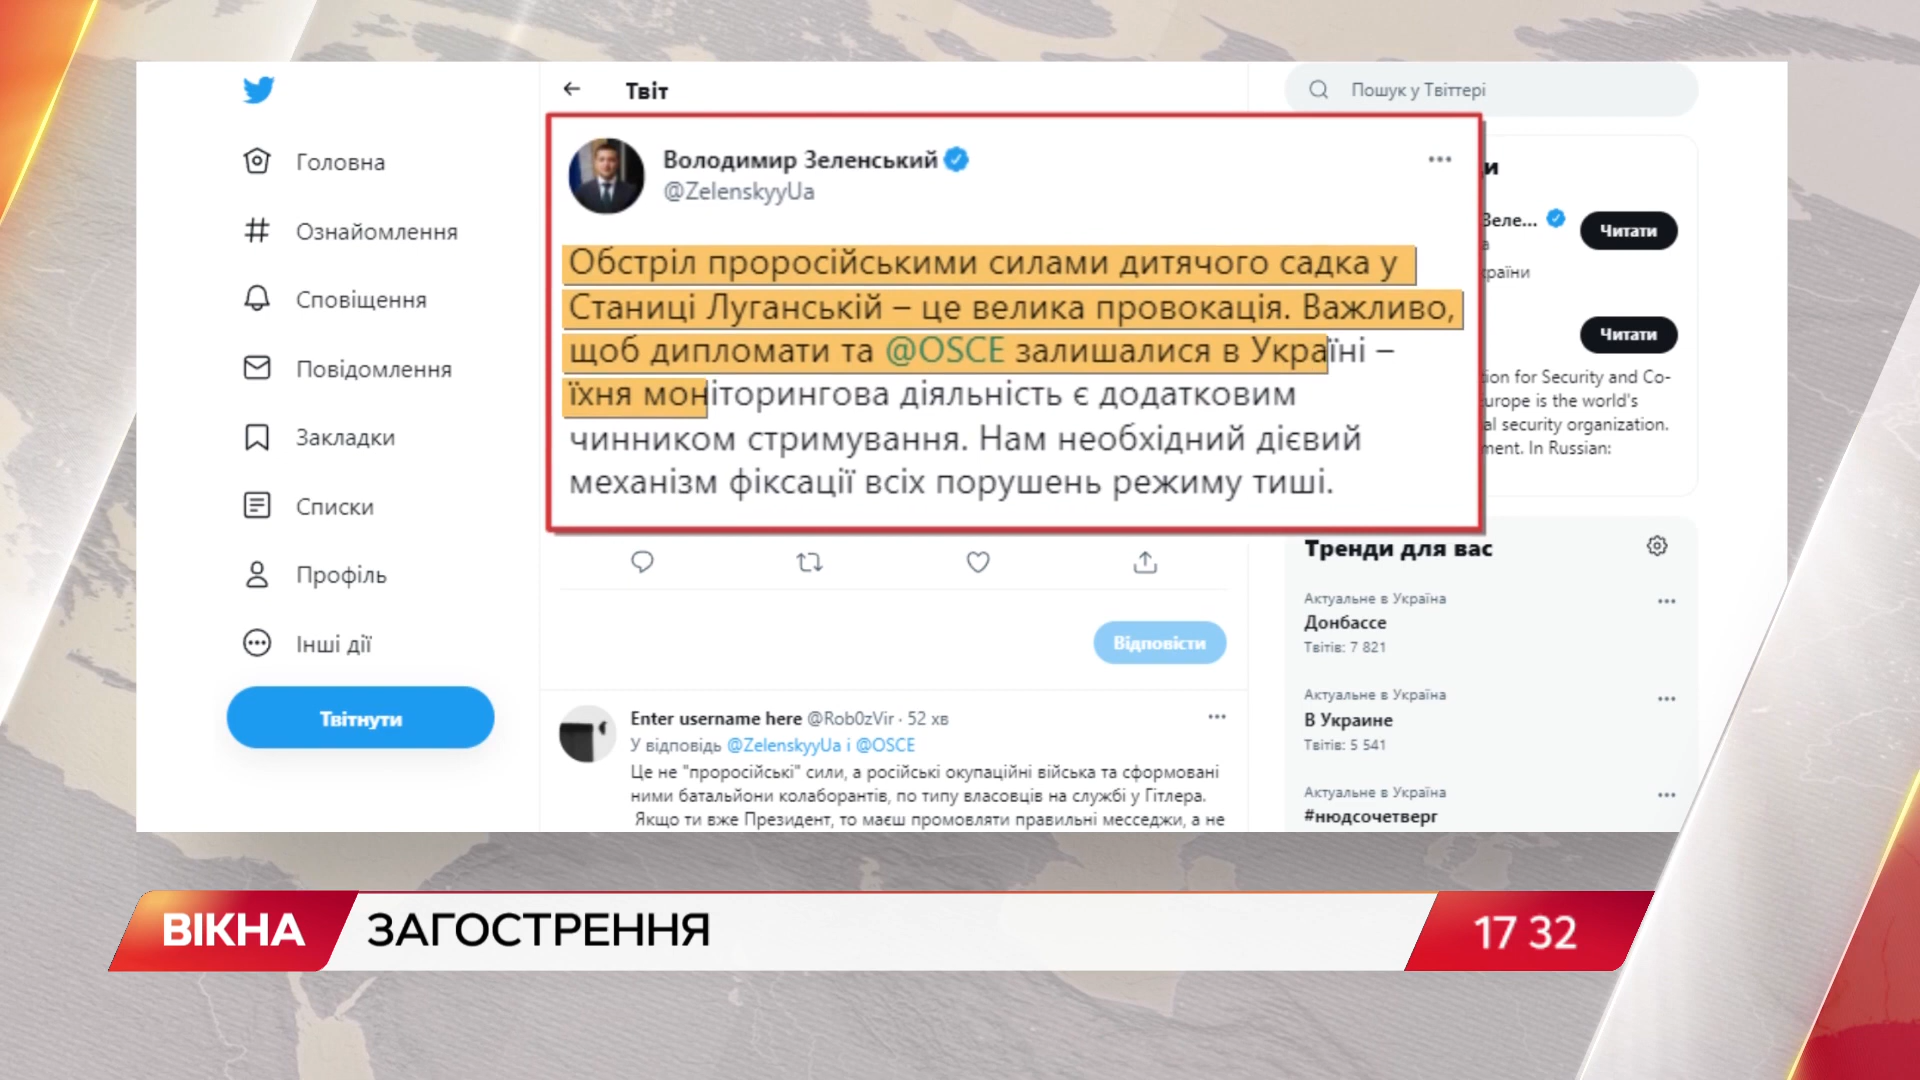 Твіт
Пошук у Твіттері
Головна
Ознайомлення
Сповіщення
Повідомлення
Закладки
Списки
Профіль
Інші дії
Твітнути
Володимир Зеленський
@ZelenskyyUa
Обстріл проросійськими силами дитячого садка у
Станиці Луганській – це велика провокація. Важливо,
щоб дипломати та @OSCE залишалися в Україні –
їхня моніторингова діяльність є додатковим
чинником стримування. Нам необхідний дієвий
механізм фіксації всіх порушень режиму тиші.
Відповісти
Enter username here @Rob0zVir · 52 хв
У відповідь @ZelenskyyUa і @OSCE
Це не "проросійські" сили, а російські окупаційні війська та сформовані
ними батальйони колаборантів, по типу власовців на службі у Гітлера.
Якщо ти вже Президент, то маєш промовляти правильні месседжи, а не
Зеле...
Читати
раїни
Читати
ion for Security and Co-
urope is the world's
al security organization.
ment. In Russian:
Тренди для вас
Актуальне в Україна
Донбассе
Твітів: 7 821
Актуальне в Україна
В Украине
Твітів: 5 541
Актуальне в Україна
#нюдсочетверг
ВІКНА
ЗАГОСТРЕННЯ
17 32